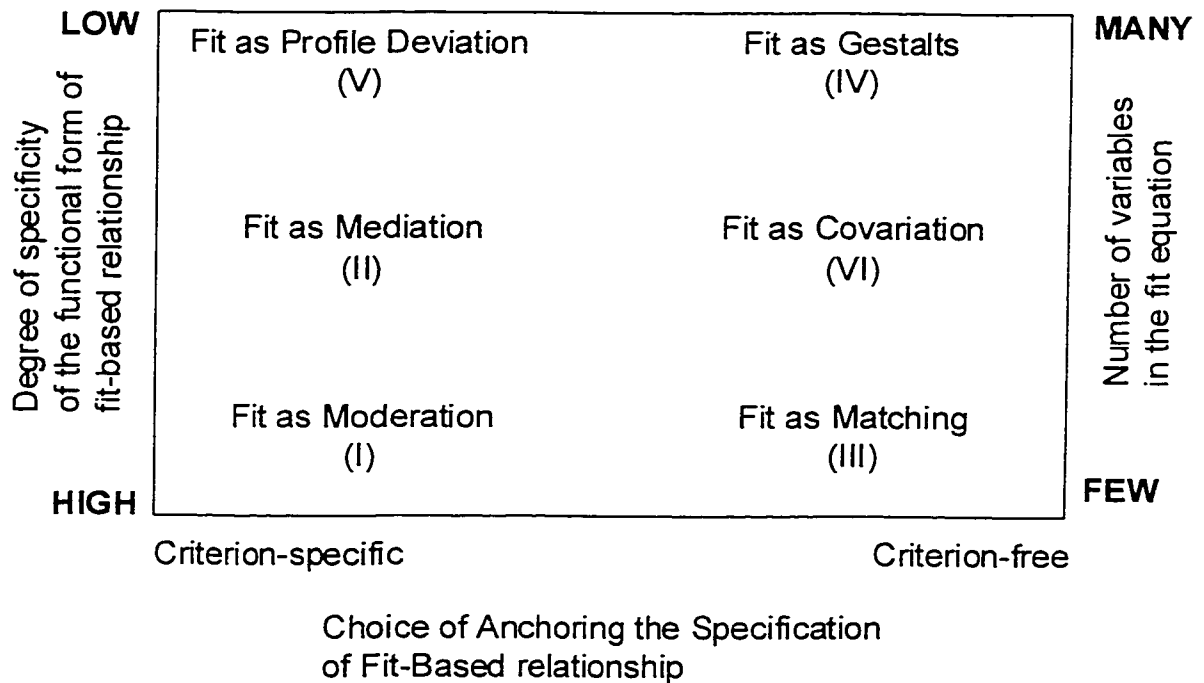 LOW
Fit as Profile Deviation
(V)
Fit as Gestalts
(IV)
MANY
Degree of specificity
of the functional form of
fit-based relationship
Fit as Mediation
(II)
Fit as Covariation
(VI)
Number of variables
in the fit equation
Fit as Moderation
(I)
Fit as Matching
(III)
HIGH
FEW
Criterion-specific
Criterion-free
Choice of Anchoring the Specification
of Fit-Based relationship